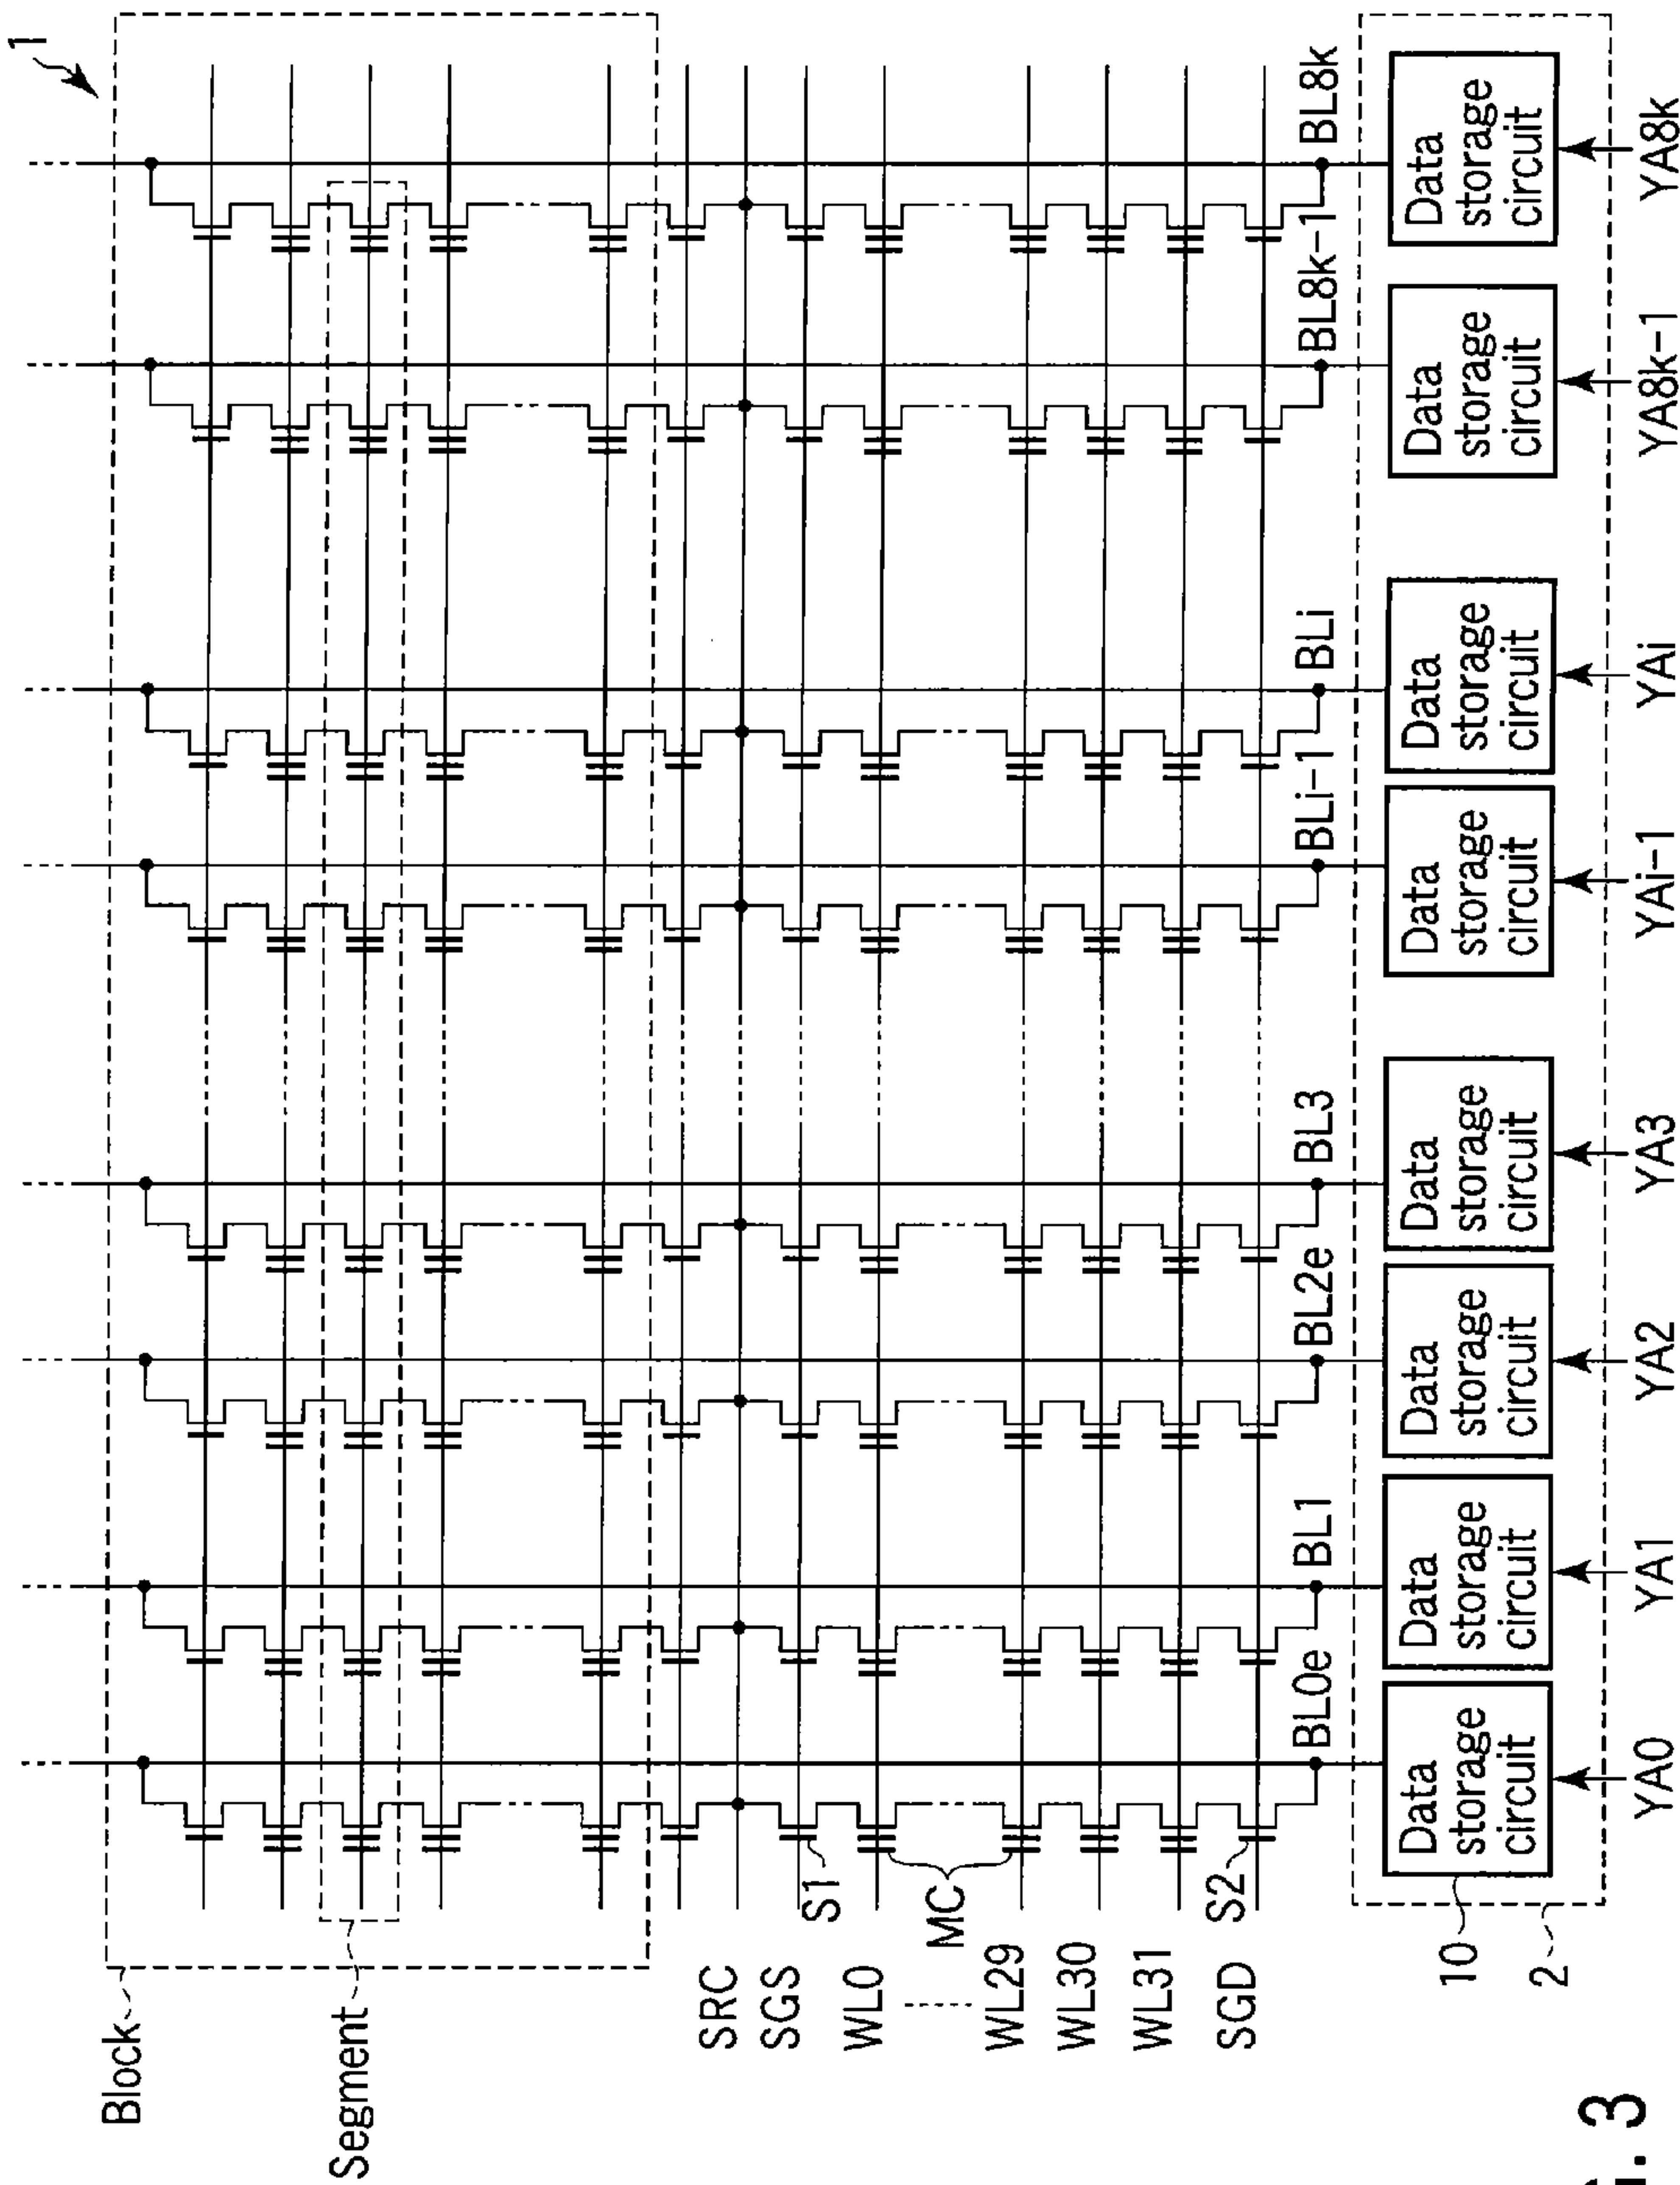 1
Block
Segment
SRC
SGS
WL0
WL29
WL30
WL31
SGD
S1
MC
S2
BL0e
BL1
BL2e
BL3
BLi-1
BLi
BL8k-1
BL8k
Data
storage
circuit
Data
storage
circuit
Data
storage
circuit
Data
storage
circuit
Data
storage
circuit
Data
storage
circuit
Data
storage
circuit
Data
storage
circuit
10
2
YA0
YA1
YA2
YA3
YAi-1
YAi
YA8k-1
YA8k
G. 3